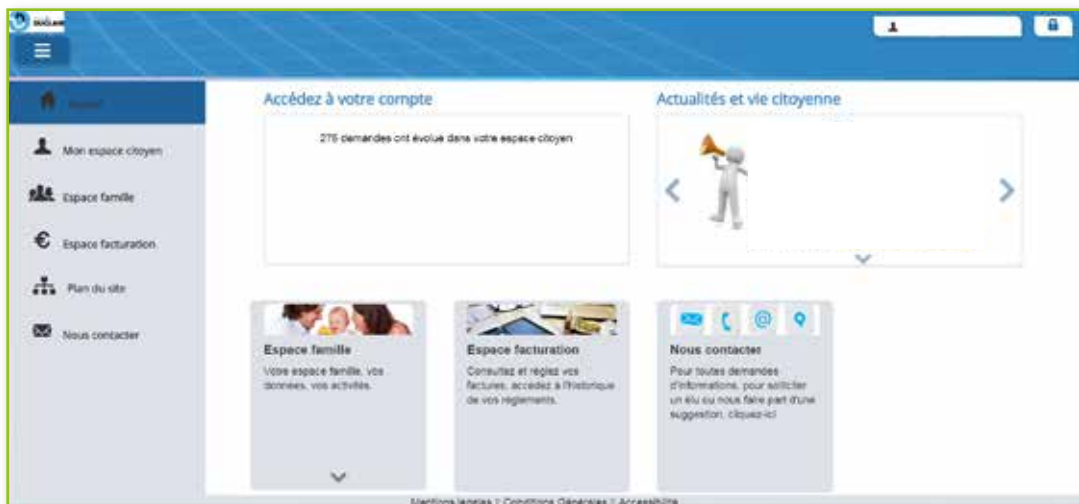 Accédez à votre compte
Actualités et vie citoyenne
276 demandes ont évolué dans votre espace citoyen
Mon espace citoyen
Espace famille
€ Espace facturation
Plan du site
Nous contacter
Espace famille
Votre espace famille, vos
données, vos activités.
Espace facturation
Consultez et réglez vos
factures, accédez à l'historique
de vos règlements.
Nous contacter
Pour toutes demandes
d'informations, pour solliciter
un élu ou nous faire part d'une
suggestion, cliquez-ici
Mentions légales :: Conditions Générales :: Accessibilité